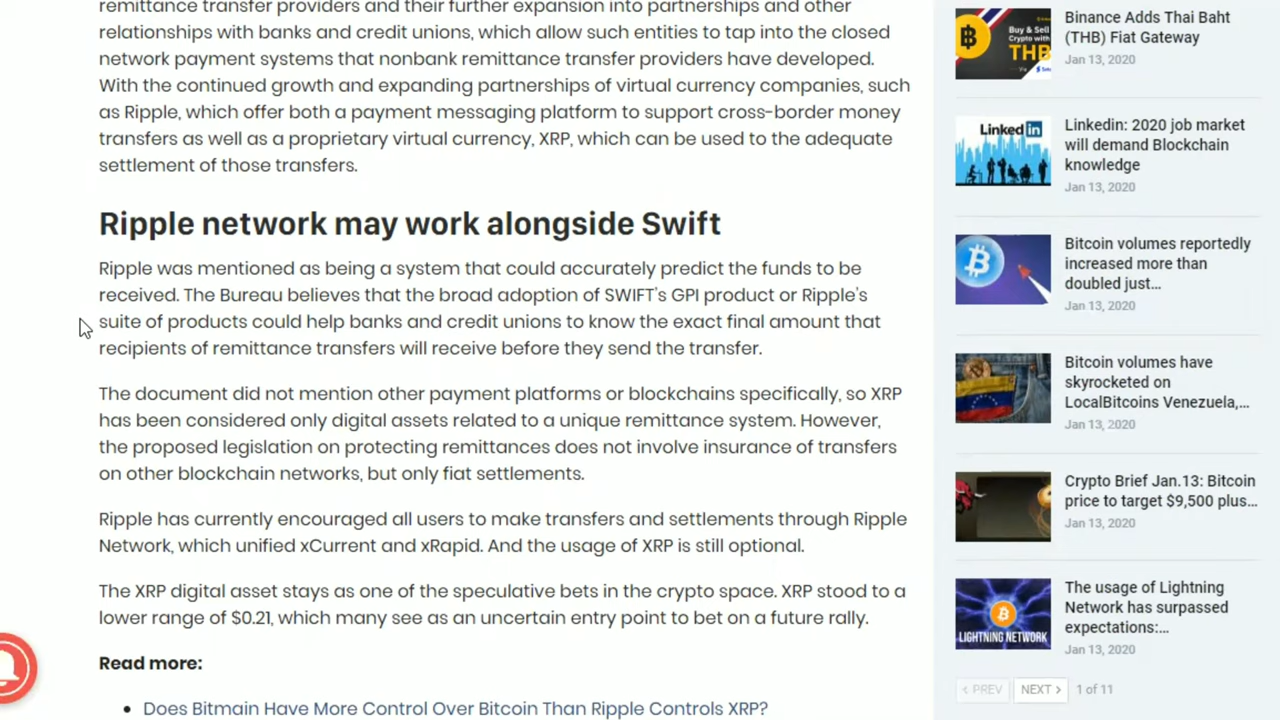 remittance transfer providers and their further expansion into partnerships and other
relationships with banks and credit unions, which allow such entities to tap into the closed
network payment systems that nonbank remittance transfer providers have developed.
With the continued growth and expanding partnerships of virtual currency companies, such
as Ripple, which offer both a payment messaging platform to support cross-border money
transfers as well as a proprietary virtual currency, XRP, which can be used to the adequate
settlement of those transfers.
Ripple network may work alongside Swift
Ripple was mentioned as being a system that could accurately predict the funds to be
received. The Bureau believes that the broad adoption of SWIFT's GPI product or Ripple's
suite of products could help banks and credit unions to know the exact final amount that
recipients of remittance transfers will receive before they send the transfer.
The document did not mention other payment platforms or blockchains specifically, so XRP
has been considered only digital assets related to a unique remittance system. However,
the proposed legislation on protecting remittances does not involve insurance of transfers
on other blockchain networks, but only fiat settlements.
Ripple has currently encouraged all users to make transfers and settlements through Ripple
Network, which unified xCurrent and xRapid. And the usage of XRP is still optional.
The XRP digital asset stays as one of the speculative bets in the crypto space. XRP stood to a
lower range of $0.21, which many see as an uncertain entry point to bet on a future rally.
Read more:
• Does Bitmain Have More Control Over Bitcoin Than Ripple Controls XRP?
Buy & Sell
Crypto with
THB
Binance Adds Thai Baht
(THB) Fiat Gateway
Jan 13, 2020
Linked in
Linkedin: 2020 job market
will demand Blockchain
knowledge
Jan 13, 2020
Bitcoin volumes reportedly
increased more than
doubled just...
Jan 13, 2020
Bitcoin volumes have
skyrocketed on
LocalBitcoins Venezuela,...
Jan 13, 2020
Crypto Brief Jan.13: Bitcoin
price to target $9,500 plus...
Jan 13, 2020
LIGHTNING NETWORK
The usage of Lightning
Network has surpassed
expectations:...
Jan 13, 2020
‹ PREV NEXT › 1 of 11